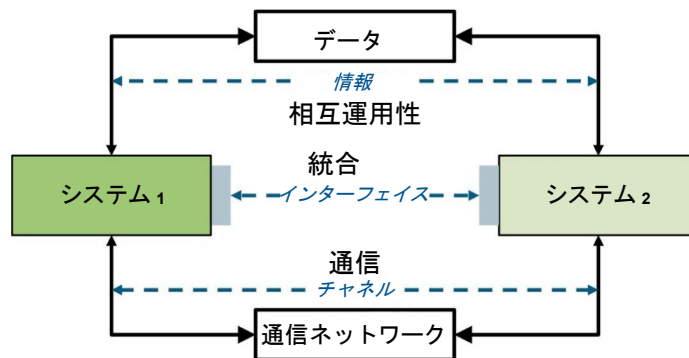 データ
情報
相互運用性
統合
システム 1
インターフェイス
システム 2
通信
チャネル
通信ネットワーク